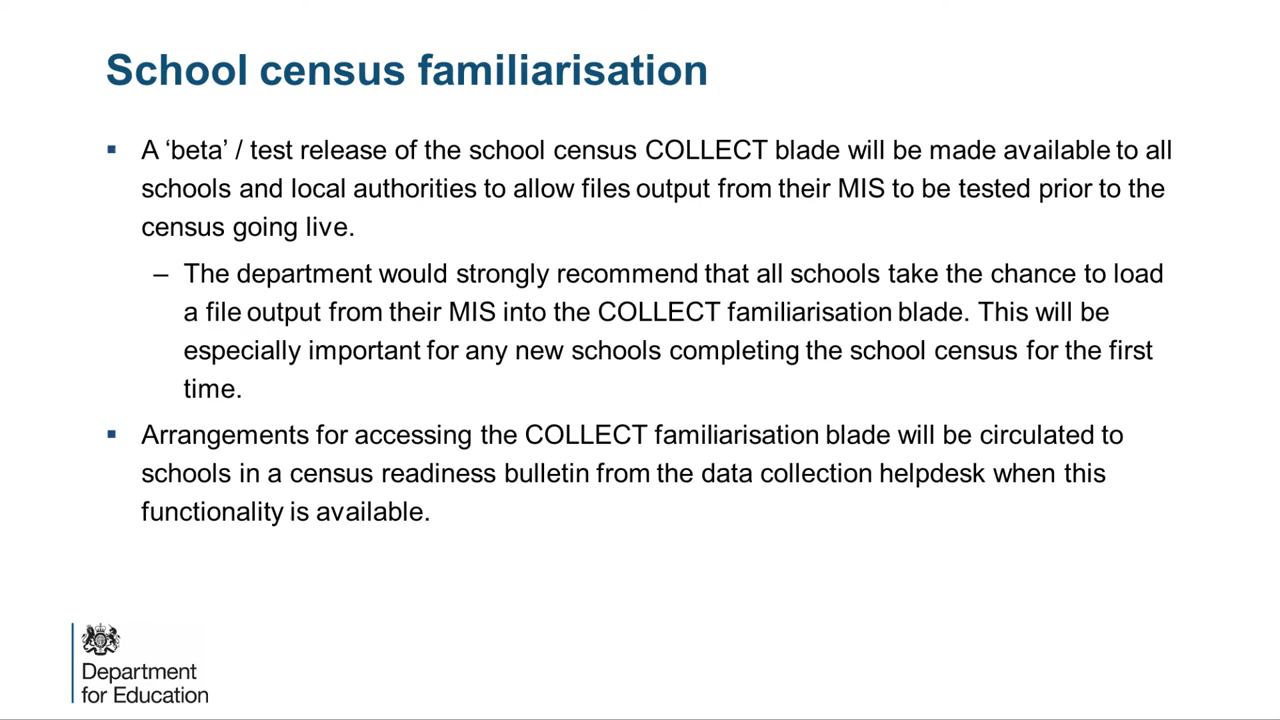 School census familiarisation
▪ A ‘beta’ / test release of the school census COLLECT blade will be made available to all
schools and local authorities to allow files output from their MIS to be tested prior to the
census going live.
– The department would strongly recommend that all schools take the chance to load
a file output from their MIS into the COLLECT familiarisation blade. This will be
especially important for any new schools completing the school census for the first
time.
▪ Arrangements for accessing the COLLECT familiarisation blade will be circulated to
schools in a census readiness bulletin from the data collection helpdesk when this
functionality is available.
Department
for Education